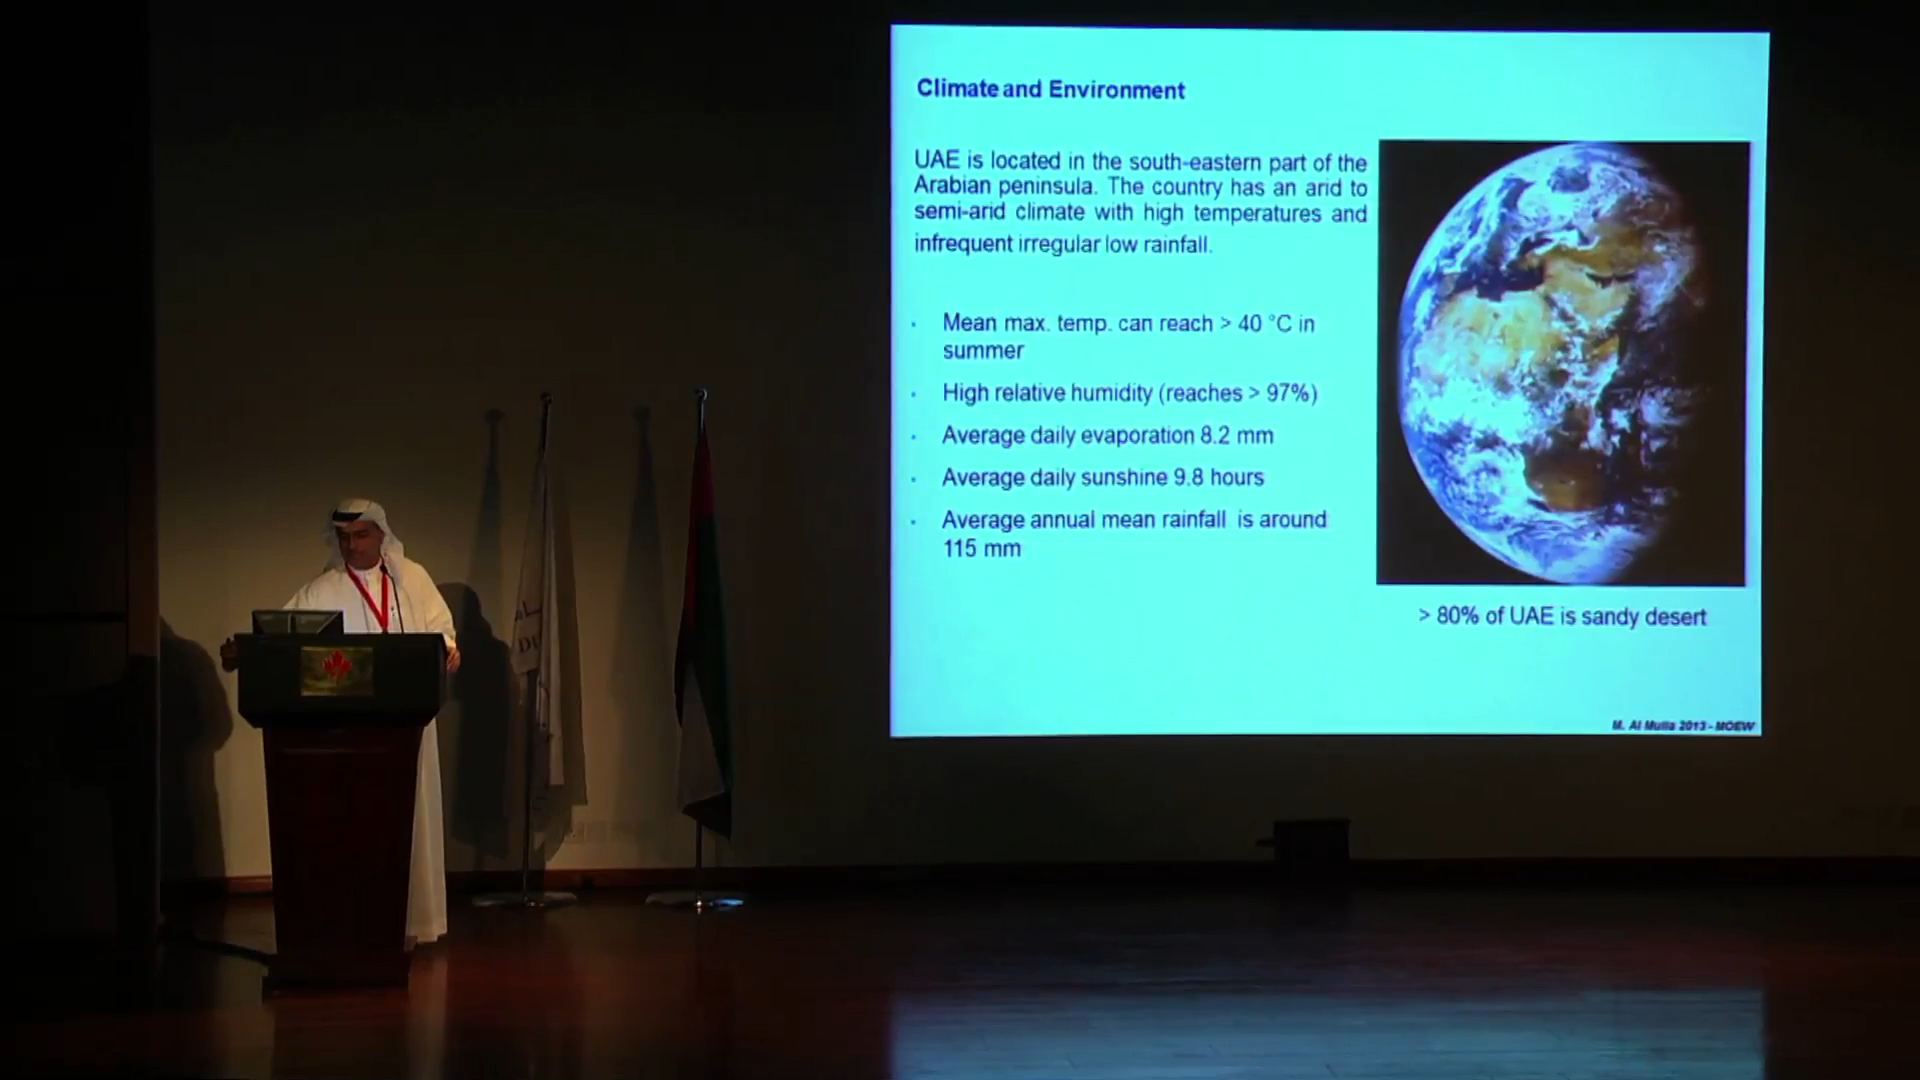 Climate and Environment
UAE is located in the south-eastern part of the
Arabian peninsula. The country has an arid to
semi-arid climate with high temperatures and
infrequent irregular low rainfall.
Mean max. temp. can reach > 40 °C in
summer
High relative humidity (reaches > 97%)
Average daily evaporation 8.2 mm
Average daily sunshine 9.8 hours
Average annual mean rainfall is around
115 mm
> 80% of UAE is sandy desert
M. Al Mulla 2013 - MOEW